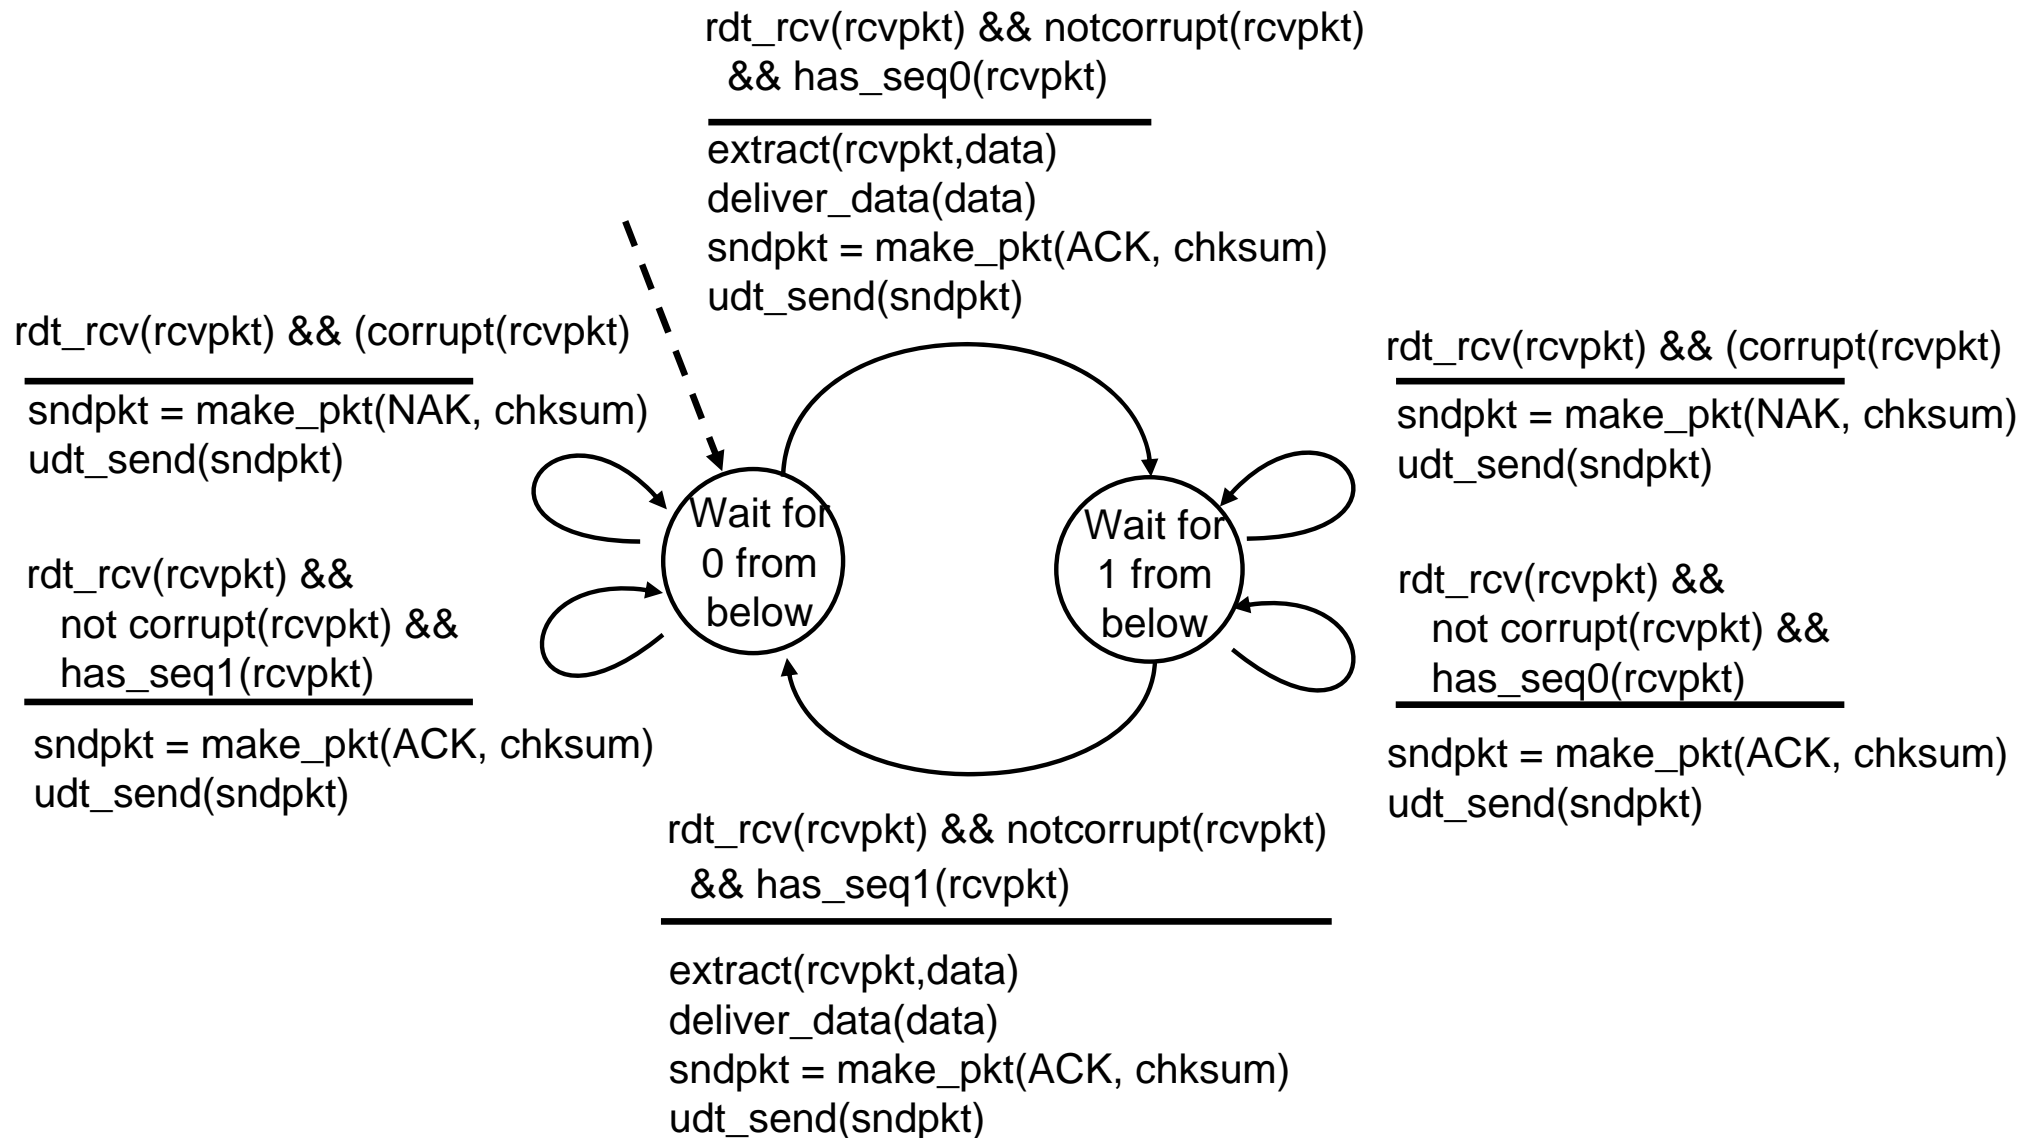 rdt_rcv(rcvpkt) && notcorrupt(rcvpkt)
&& has_seq0(rcvpkt)
extract(rcvpkt,data)
deliver_data(data)
sndpkt = make_pkt(ACK, chksum)
udt_send(sndpkt)
rdt_rcv(rcvpkt) && (corrupt(rcvpkt)
sndpkt = make_pkt(NAK, chksum)
udt_send(sndpkt)
rdt_rcv(rcvpkt) &&
not corrupt(rcvpkt) &&
has_seq1(rcvpkt)
sndpkt = make_pkt(ACK, chksum)
udt_send(sndpkt)
Wait for
0 from
below
Wait for
1 from
below
rdt_rcv(rcvpkt) && (corrupt(rcvpkt)
sndpkt = make_pkt(NAK, chksum)
udt_send(sndpkt)
rdt_rcv(rcvpkt) &&
not corrupt(rcvpkt) &&
has_seq0(rcvpkt)
sndpkt = make_pkt(ACK, chksum)
udt_send(sndpkt)
rdt_rcv(rcvpkt) && notcorrupt(rcvpkt)
&& has_seq1(rcvpkt)
extract(rcvpkt,data)
deliver_data(data)
sndpkt = make_pkt(ACK, chksum)
udt_send(sndpkt)